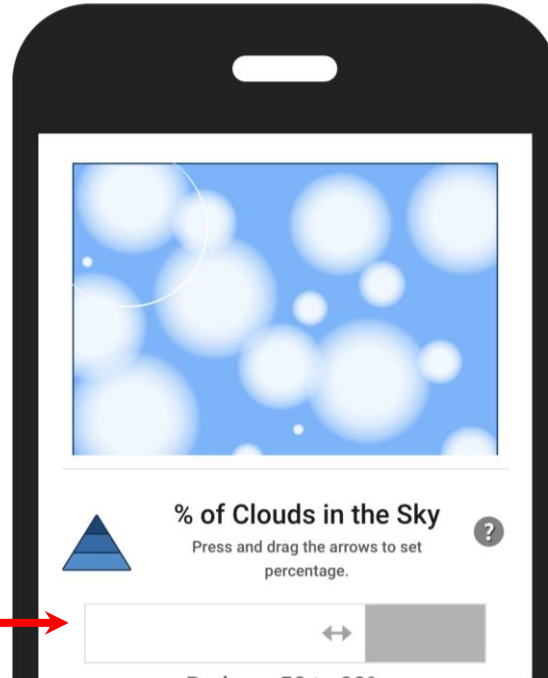 % of Clouds in the Sky
?
Press and drag the arrows to set
percentage.